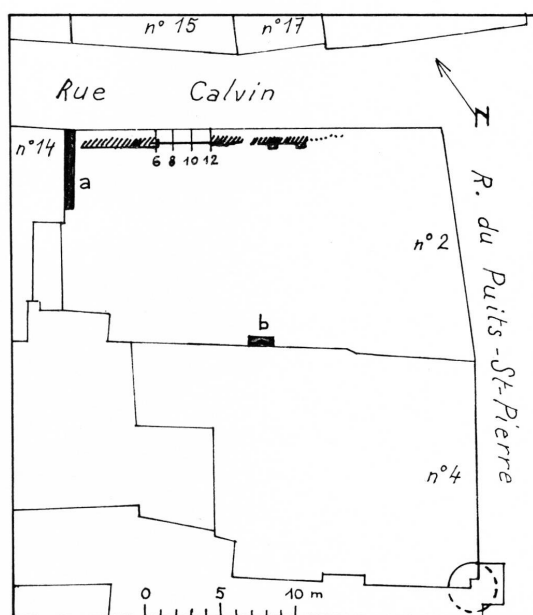 n° 15
n° 17
Rue Calvin
N
n° 14
6 8 10 12
a
R. du Puits-St-Pierre
n° 2
b
n° 4
0 5 10 m